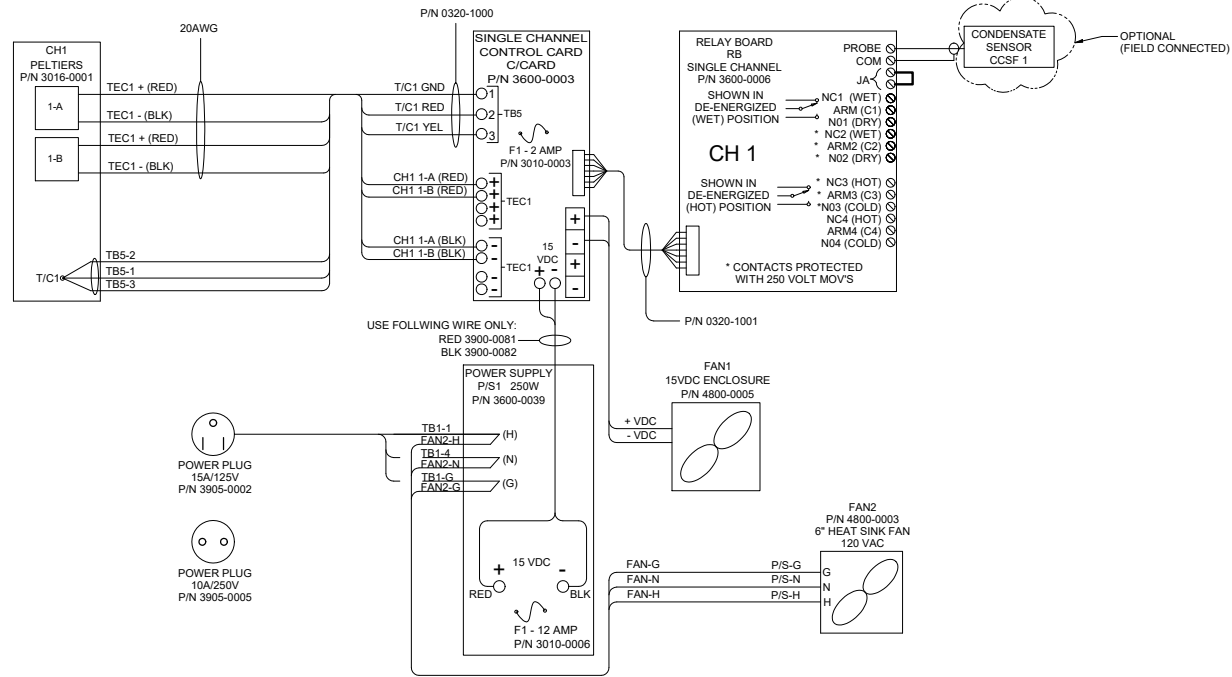 P/N 0320-1000
20AWG
CH1
PELTIERS
P/N 3016-0001
1-A
1-B
TEC1 + (RED)
TEC1 - (BLK)
TEC1 + (RED)
TEC1 - (BLK)
T/C1
TB5-2
TB5-1
TB5-3
SINGLE CHANNEL
CONTROL CARD
C/CARD
P/N 3600-0003
T/C1 GND
T/C1 RED
T/C1 YEL
1
2
3
TB5
F1 - 2 AMP
P/N 3010-0003
CH1 1-A (RED)
CH1 1-B (RED)
+
+
+
+
TEC1
CH1 1-A (BLK)
CH1 1-B (BLK)
-
-
-
-
TEC1
15
VDC
+ -
+
-
+
-
RELAY BOARD
RB
SINGLE CHANNEL
P/N 3600-0006
SHOWN IN
DE-ENERGIZED
(WET) POSITION
CH 1
SHOWN IN
DE-ENERGIZED
(HOT) POSITION
PROBE
COM
JA
NC1 (WET)
ARM (C1)
N01 (DRY)
* NC2 (WET)
* ARM2 (C2)
* N02 (DRY)
* NC3 (HOT)
* ARM3 (C3)
*N03 (COLD)
NC4 (HOT)
ARM4 (C4)
N04 (COLD)
* CONTACTS PROTECTED
WITH 250 VOLT MOV'S
CONDENSATE
SENSOR
CCSF 1
OPTIONAL
(FIELD CONNECTED)
P/N 0320-1001
USE FOLLWING WIRE ONLY:
RED 3900-0081
BLK 3900-0082
POWER SUPPLY
P/S1 250W
P/N 3600-0039
TB1-1
FAN2-H
(H)
TB1-4
FAN2-N
(N)
TB1-G
FAN2-G
(G)
15 VDC
+
-
RED
BLK
F1 - 12 AMP
P/N 3010-0006
POWER PLUG
15A/125V
P/N 3905-0002
POWER PLUG
10A/250V
P/N 3905-0005
FAN1
15VDC ENCLOSURE
P/N 4800-0005
+ VDC
- VDC
FAN2
P/N 4800-0003
6" HEAT SINK FAN
120 VAC
FAN-G
P/S-G
G
FAN-N
P/S-N
N
FAN-H
P/S-H
H